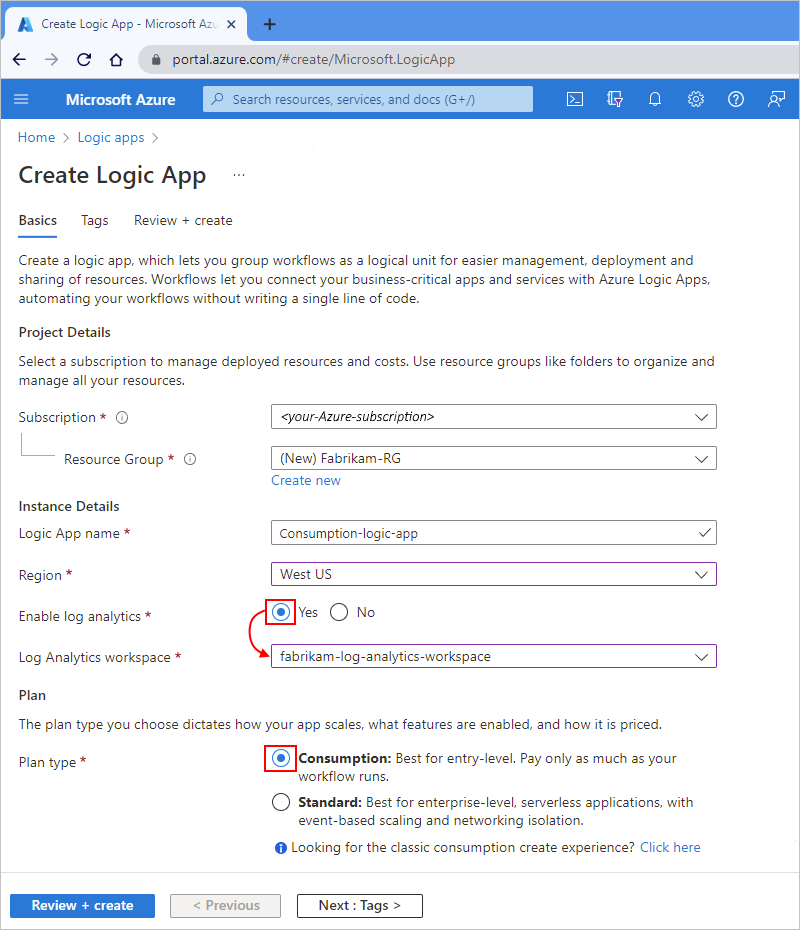 Create Logic App - Microsoft Azu
portal.azure.com/#create/Microsoft.LogicApp
Microsoft Azure
Search resources, services, and docs (G+/)
Home > Logic apps >
Create Logic App ...
Basics Tags Review + create
Create a logic app, which lets you group workflows as a logical unit for easier management, deployment and
sharing of resources. Workflows let you connect your business-critical apps and services with Azure Logic Apps,
automating your workflows without writing a single line of code.
Project Details
Select a subscription to manage deployed resources and costs. Use resource groups like folders to organize and
manage all your resources.
Subscription * <your-Azure-subscription>
Resource Group * (New) Fabrikam-RG
Create new
Instance Details
Logic App name * Consumption-logic-app
Region * West US
Enable log analytics * Yes No
Log Analytics workspace * fabrikam-log-analytics-workspace
Plan
The plan type you choose dictates how your app scales, what features are enabled, and how it is priced.
Plan type * Consumption: Best for entry-level. Pay only as much as your
workflow runs.
Standard: Best for enterprise-level, serverless applications, with
event-based scaling and networking isolation.
Looking for the classic consumption create experience? Click here
Review + create < Previous Next : Tags >